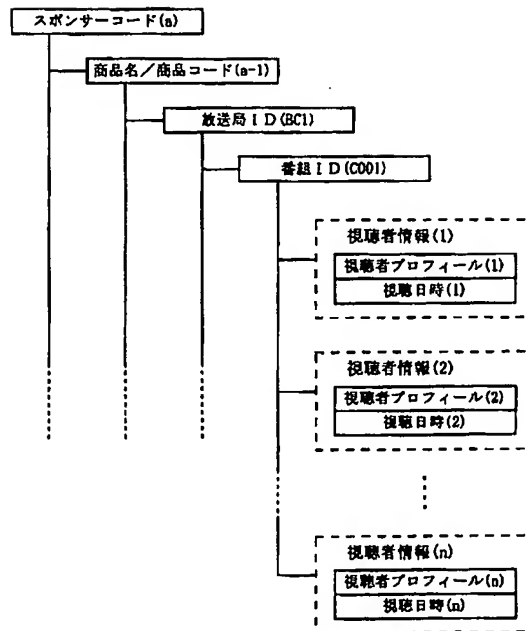 スポンサーコード(a)
商品名／商品コード(a-1)
放送局ＩＤ(BC1)
番組ＩＤ(C001)
視聴者情報(1)
視聴者プロフィール(1)
視聴日時(1)
視聴者情報(2)
視聴者プロフィール(2)
視聴日時(2)
視聴者情報(n)
視聴者プロフィール(n)
視聴日時(n)